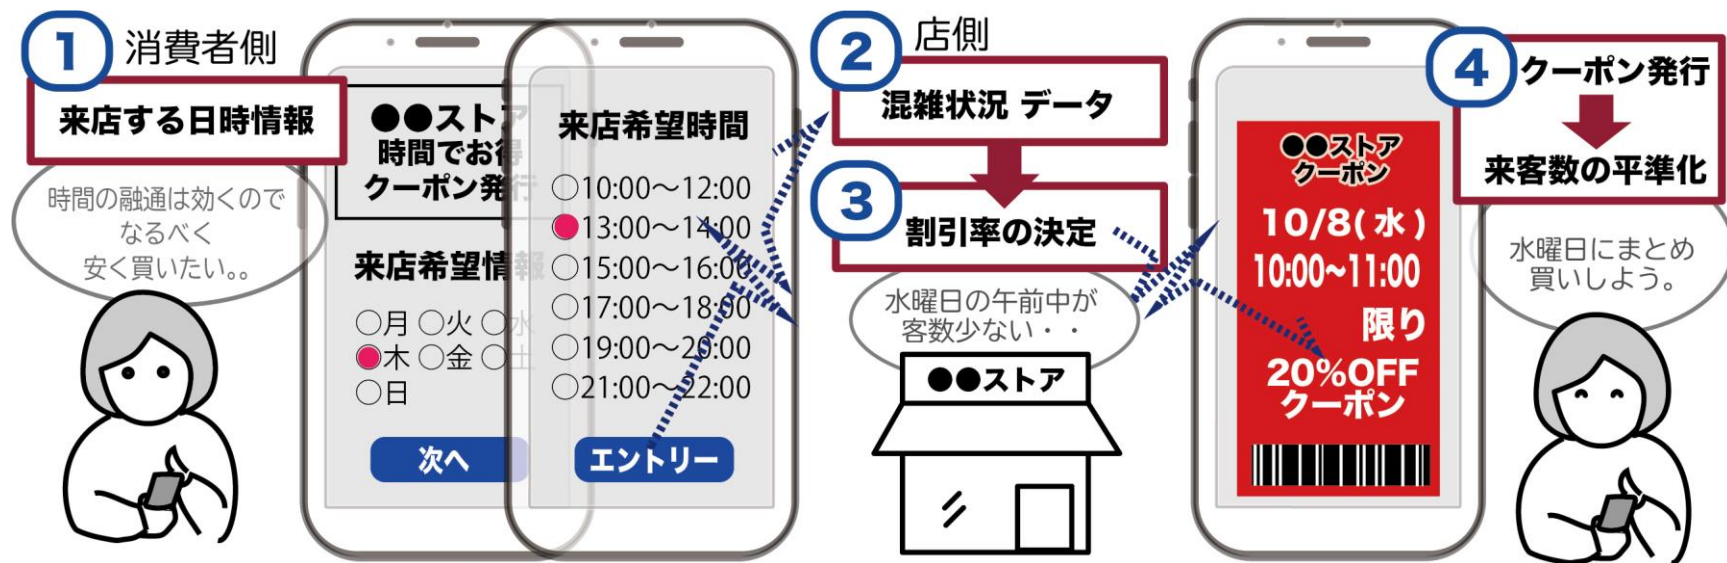 1 消費者側
来店する日時情報
時間の融通は効くので
なるべく
安く買いたい。。
●●ストア
時間でお得
クーポン発行
来店希望情報
○月 ○火 ○水
●木 ○金 ○土
○日
次へ
来店希望時間
○10:00～12:00
●13:00～14:00
○15:00～16:00
○17:00～18:00
○19:00～20:00
○21:00～22:00
エントリー
2 店側
混雑状況 データ
3
割引率の決定
水曜日の午前中が
客数少ない・・
●●ストア
●●ストア
クーポン
10/8(水)
10:00~11:00
限り
20%OFF
クーポン
4 クーポン発行
来客数の平準化
水曜日にまとめ
買いしよう。